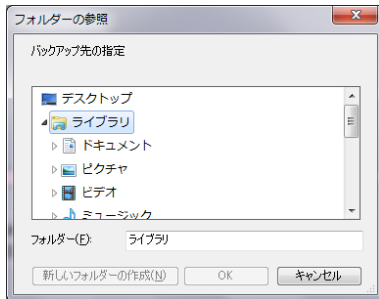 フォルダーの参照
バックアップ先の指定
デスクトップ
ライブラリ
ドキュメント
ピクチャ
ビデオ
ミュージック
フォルダー(F): ライブラリ
新しいフォルダーの作成(N) OK キャンセル